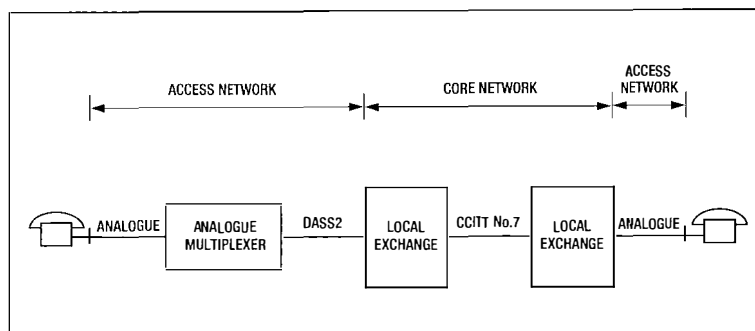 ACCESS NETWORK
CORE NETWORK
ACCESS
NETWORK
ANALOGUE
ANALOGUE
MULTIPLEXER
DASS2
LOCAL
EXCHANGE
CCITT No.7
LOCAL
EXCHANGE
ANALOGUE